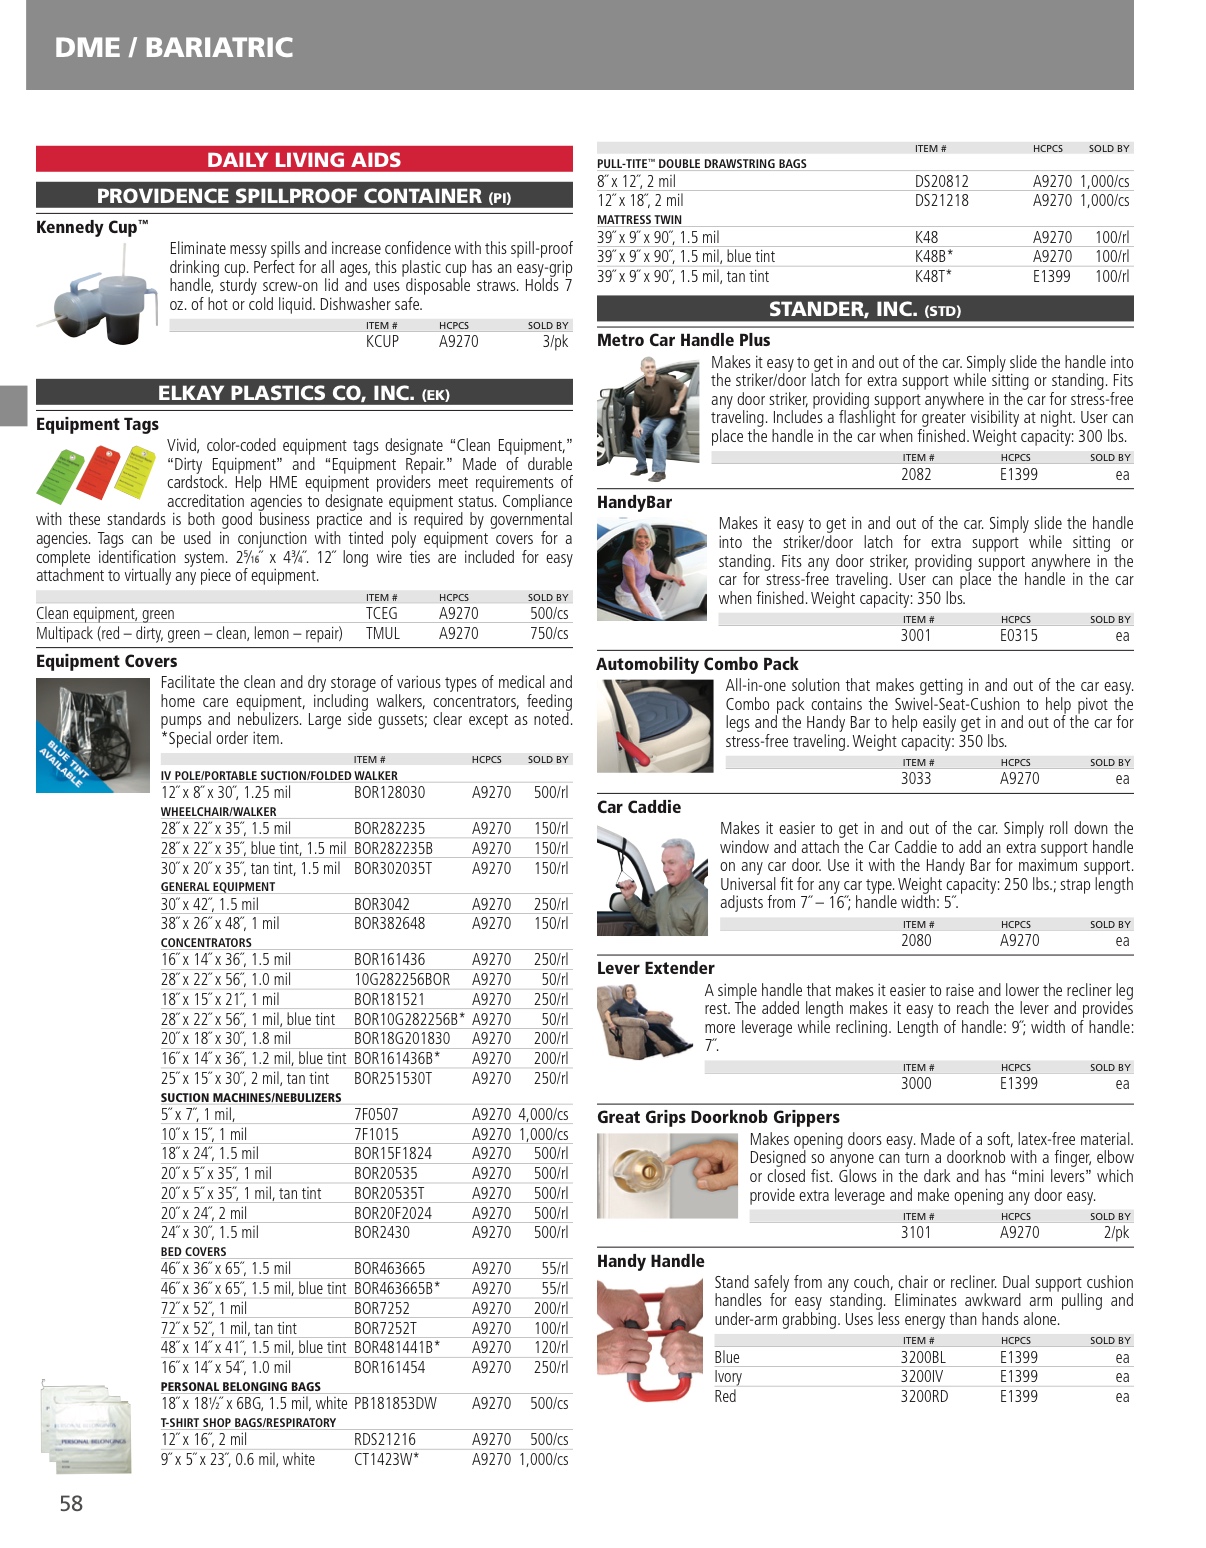 DME / BARIATRIC
DAILY LIVING AIDS
PROVIDENCE SPILLPROOF CONTAINER (PI)
Kennedy Cup™
Eliminate messy spills and increase confidence with this spill-proof
drinking cup. Perfect for all ages, this plastic cup has an easy-grip
handle, sturdy screw-on lid and uses disposable straws. Holds 7
oz. of hot or cold liquid. Dishwasher safe.
ITEM # HCPCS SOLD BY
KCUP A9270 3/pk
ELKAY PLASTICS CO, INC. (EK)
Equipment Tags
Vivid, color-coded equipment tags designate “Clean Equipment,”
“Dirty Equipment” and “Equipment Repair.” Made of durable
cardstock. Help HME equipment providers meet requirements of
accreditation agencies to designate equipment status. Compliance
with these standards is both good business practice and is required by governmental
agencies. Tags can be used in conjunction with tinted poly equipment covers for a
complete identification system. 2⁵⁄₁₆˝ x 4¾˝. 12˝ long wire ties are included for easy
attachment to virtually any piece of equipment.
ITEM # HCPCS SOLD BY
Clean equipment, green TCEG A9270 500/cs
Multipack (red – dirty, green – clean, lemon – repair) TMUL A9270 750/cs
Equipment Covers
BLUE TINT
AVAILABLE
Facilitate the clean and dry storage of various types of medical and
home care equipment, including walkers, concentrators, feeding
pumps and nebulizers. Large side gussets; clear except as noted.
*Special order item.
ITEM # HCPCS SOLD BY
IV POLE/PORTABLE SUCTION/FOLDED WALKER
12˝ x 8˝ x 30˝, 1.25 mil BOR128030 A9270 500/rl
WHEELCHAIR/WALKER
28˝ x 22˝ x 35˝, 1.5 mil BOR282235 A9270 150/rl
28˝ x 22˝ x 35˝, blue tint, 1.5 mil BOR282235B A9270 150/rl
30˝ x 20˝ x 35˝, tan tint, 1.5 mil BOR302035T A9270 150/rl
GENERAL EQUIPMENT
30˝ x 42˝, 1.5 mil BOR3042 A9270 250/rl
38˝ x 26˝ x 48˝, 1 mil BOR382648 A9270 150/rl
CONCENTRATORS
16˝ x 14˝ x 36˝, 1.5 mil BOR161436 A9270 250/rl
28˝ x 22˝ x 56˝, 1.0 mil 10G282256BOR A9270 50/rl
18˝ x 15˝ x 21˝, 1 mil BOR181521 A9270 250/rl
28˝ x 22˝ x 56˝, 1 mil, blue tint BOR10G282256B* A9270 50/rl
20˝ x 18˝ x 30˝, 1.8 mil BOR18G201830 A9270 200/rl
16˝ x 14˝ x 36˝, 1.2 mil, blue tint BOR161436B* A9270 200/rl
25˝ x 15˝ x 30˝, 2 mil, tan tint BOR251530T A9270 250/rl
SUCTION MACHINES/NEBULIZERS
5˝ x 7˝, 1 mil, 7F0507 A9270 4,000/cs
10˝ x 15˝, 1 mil 7F1015 A9270 1,000/cs
18˝ x 24˝, 1.5 mil BOR15F1824 A9270 500/rl
20˝ x 5˝ x 35˝, 1 mil BOR20535 A9270 500/rl
20˝ x 5˝ x 35˝, 1 mil, tan tint BOR20535T A9270 500/rl
20˝ x 24˝, 2 mil BOR20F2024 A9270 500/rl
24˝ x 30˝, 1.5 mil BOR2430 A9270 500/rl
BED COVERS
46˝ x 36˝ x 65˝, 1.5 mil BOR463665 A9270 55/rl
46˝ x 36˝ x 65˝, 1.5 mil, blue tint BOR463665B* A9270 55/rl
72˝ x 52˝, 1 mil BOR7252 A9270 200/rl
72˝ x 52˝, 1 mil, tan tint BOR7252T A9270 100/rl
48˝ x 14˝ x 41˝, 1.5 mil, blue tint BOR481441B* A9270 120/rl
16˝ x 14˝ x 54˝, 1.0 mil BOR161454 A9270 250/rl
PERSONAL BELONGING BAGS
18˝ x 18½˝ x 6BG, 1.5 mil, white PB181853DW A9270 500/cs
T-SHIRT SHOP BAGS/RESPIRATORY
12˝ x 16˝, 2 mil RDS21216 A9270 500/cs
9˝ x 5˝ x 23˝, 0.6 mil, white CT1423W* A9270 1,000/cs
PERSONAL BELONGINGS
58
ITEM # HCPCS SOLD BY
PULL-TITE™ DOUBLE DRAWSTRING BAGS
8˝ x 12˝, 2 mil DS20812 A9270 1,000/cs
12˝ x 18˝, 2 mil DS21218 A9270 1,000/cs
MATTRESS TWIN
39˝ x 9˝ x 90˝, 1.5 mil K48 A9270 100/rl
39˝ x 9˝ x 90˝, 1.5 mil, blue tint K48B* A9270 100/rl
39˝ x 9˝ x 90˝, 1.5 mil, tan tint K48T* E1399 100/rl
STANDER, INC. (STD)
Metro Car Handle Plus
Makes it easy to get in and out of the car. Simply slide the handle into
the striker/door latch for extra support while sitting or standing. Fits
any door striker, providing support anywhere in the car for stress-free
traveling. Includes a flashlight for greater visibility at night. User can
place the handle in the car when finished. Weight capacity: 300 lbs.
ITEM # HCPCS SOLD BY
2082 E1399 ea
HandyBar
Makes it easy to get in and out of the car. Simply slide the handle
into the striker/door latch for extra support while sitting or
standing. Fits any door striker, providing support anywhere in the
car for stress-free traveling. User can place the handle in the car
when finished. Weight capacity: 350 lbs.
ITEM # HCPCS SOLD BY
3001 E0315 ea
Automobility Combo Pack
All-in-one solution that makes getting in and out of the car easy.
Combo pack contains the Swivel-Seat-Cushion to help pivot the
legs and the Handy Bar to help easily get in and out of the car for
stress-free traveling. Weight capacity: 350 lbs.
ITEM # HCPCS SOLD BY
3033 A9270 ea
Car Caddie
Makes it easier to get in and out of the car. Simply roll down the
window and attach the Car Caddie to add an extra support handle
on any car door. Use it with the Handy Bar for maximum support.
Universal fit for any car type. Weight capacity: 250 lbs.; strap length
adjusts from 7˝ – 16˝; handle width: 5˝.
ITEM # HCPCS SOLD BY
2080 A9270 ea
Lever Extender
A simple handle that makes it easier to raise and lower the recliner leg
rest. The added length makes it easy to reach the lever and provides
more leverage while reclining. Length of handle: 9˝; width of handle:
7˝.
ITEM # HCPCS SOLD BY
3000 E1399 ea
Great Grips Doorknob Grippers
Makes opening doors easy. Made of a soft, latex-free material.
Designed so anyone can turn a doorknob with a finger, elbow
or closed fist. Glows in the dark and has “mini levers” which
provide extra leverage and make opening any door easy.
ITEM # HCPCS SOLD BY
3101 A9270 2/pk
Handy Handle
Stand safely from any couch, chair or recliner. Dual support cushion
handles for easy standing. Eliminates awkward arm pulling and
under-arm grabbing. Uses less energy than hands alone.
ITEM # HCPCS SOLD BY
Blue 3200BL E1399 ea
Ivory 3200IV E1399 ea
Red 3200RD E1399 ea